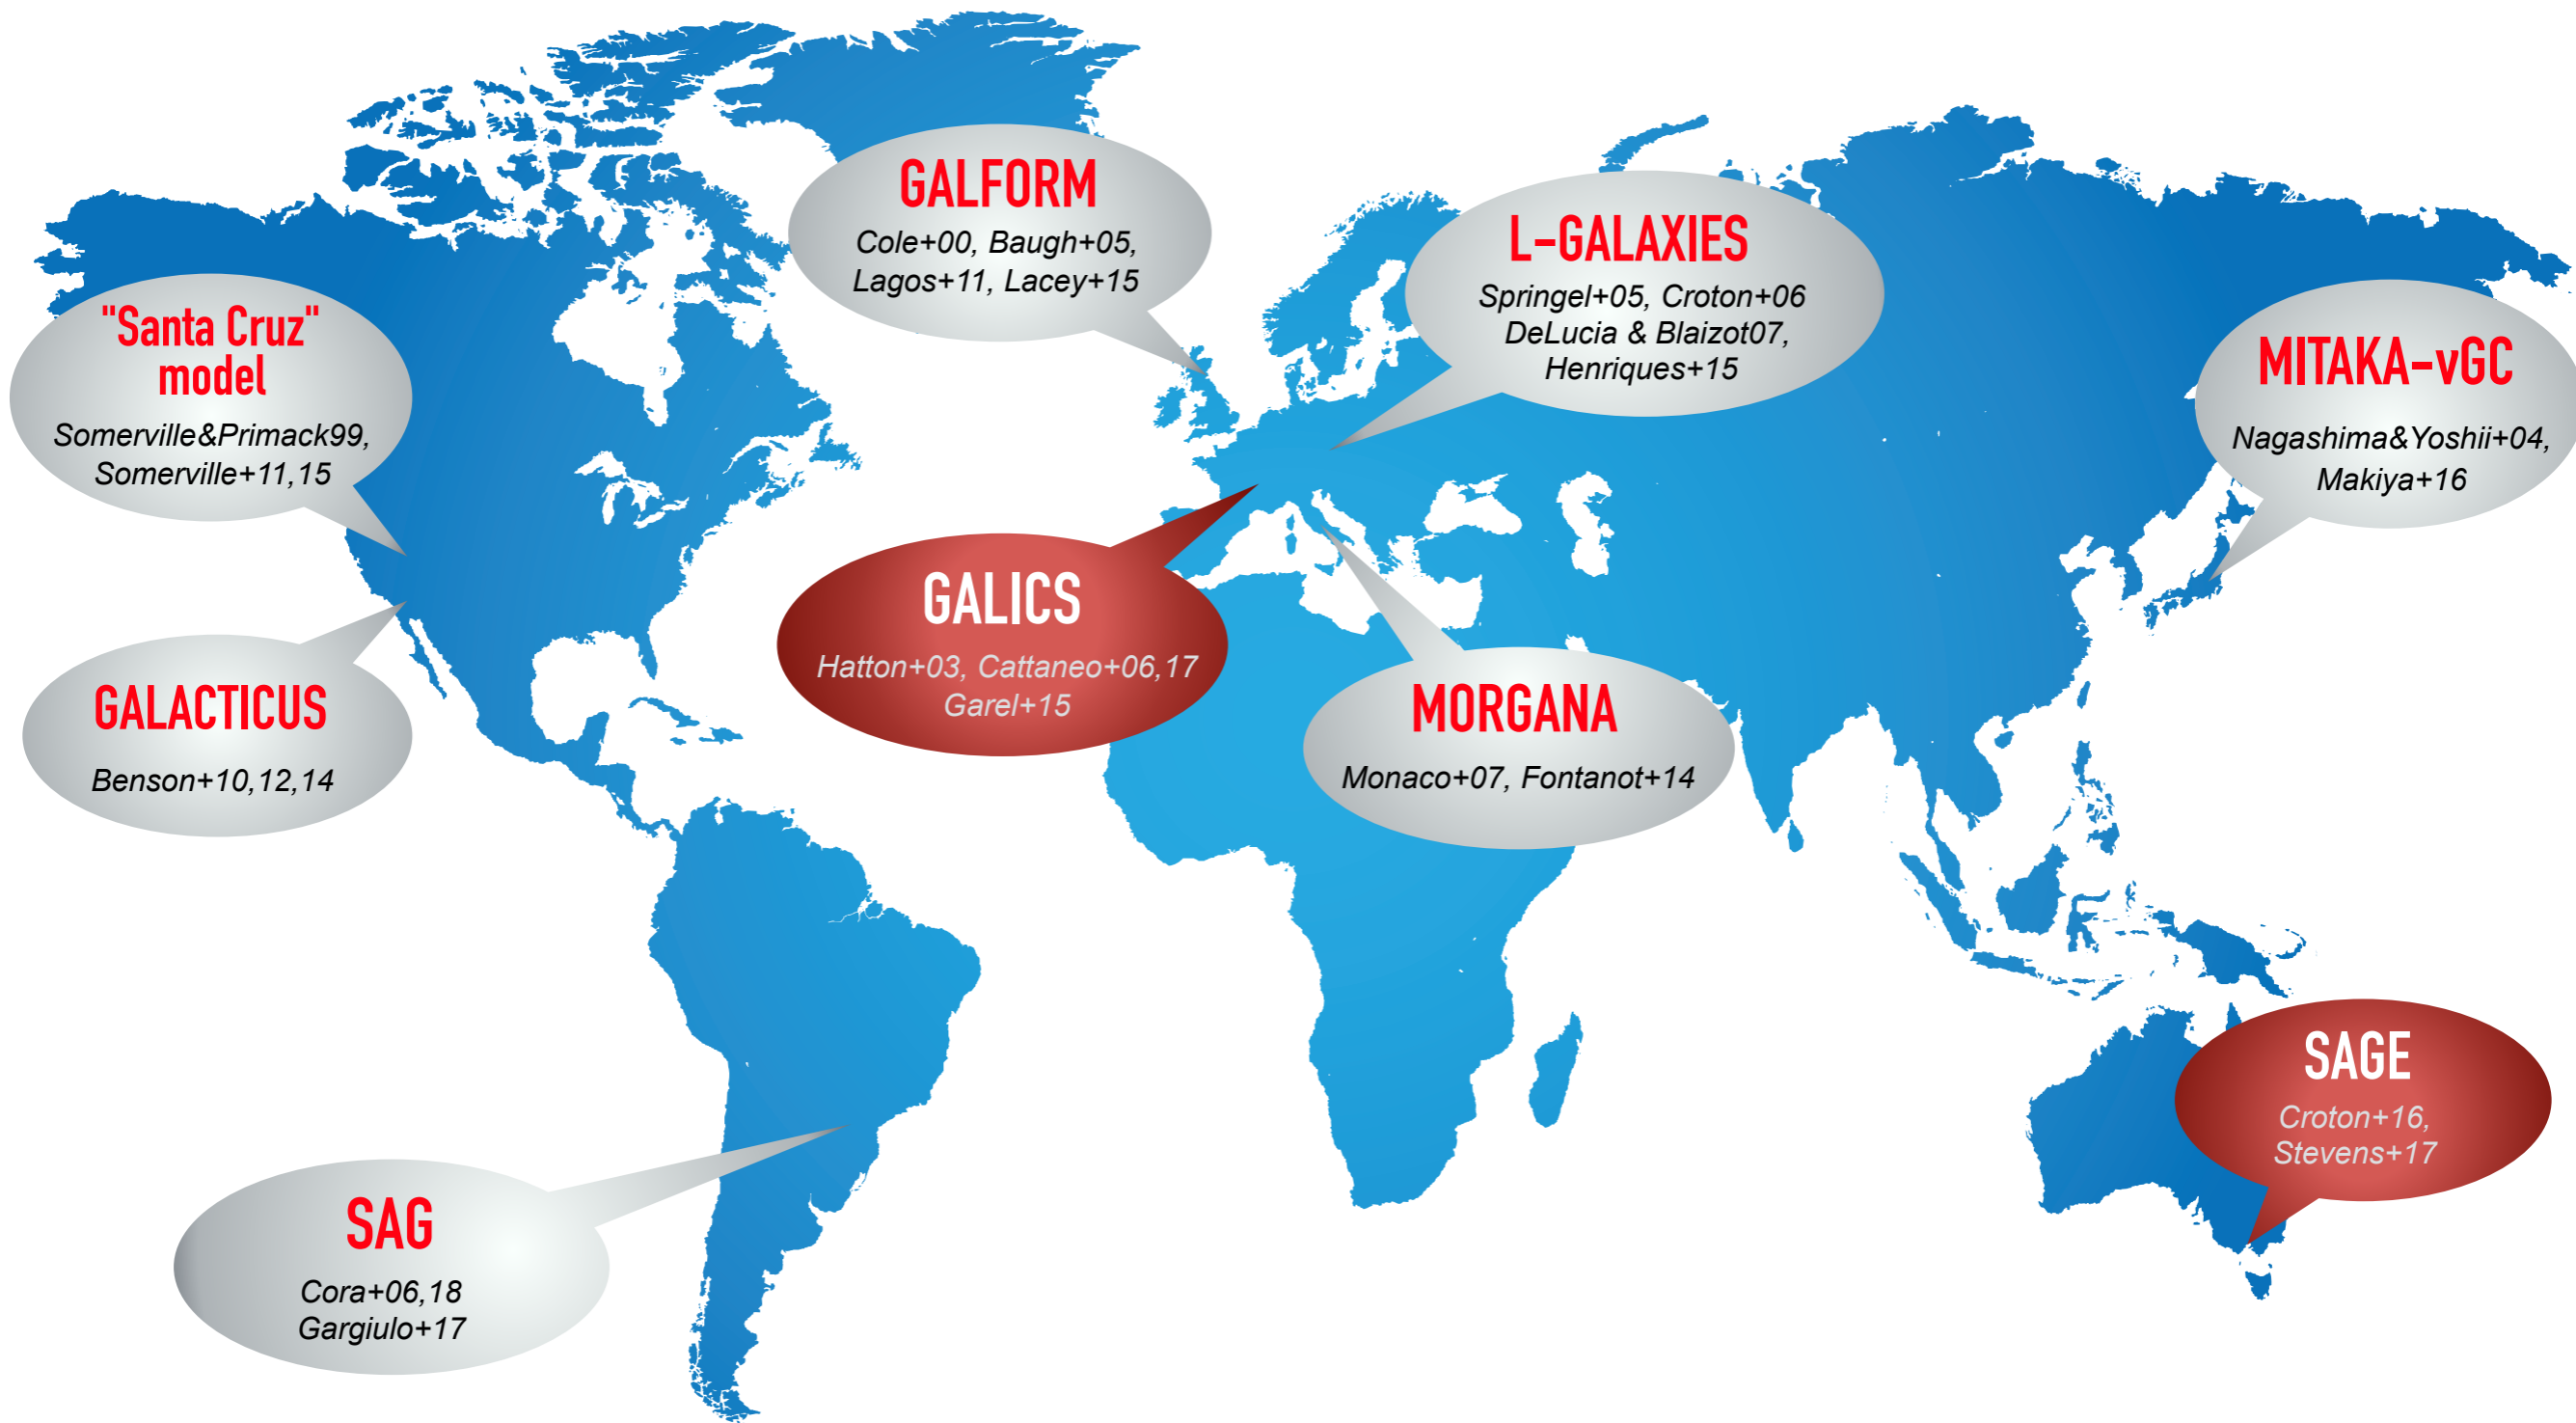 GALFORM
Cole+00, Baugh+05,
Lagos+11, Lacey+15
L-GALAXIES
Springel+05, Croton+06
DeLucia & Blaizot07,
Henriques+15
"Santa Cruz"
model
Somerville&Primack99,
Somerville+11,15
MITAKA-vGC
Nagashima&Yoshii+04,
Makiya+16
GALICS
Hatton+03, Cattaneo+06,17
Garel+15
GALACTICUS
Benson+10,12,14
MORGANA
Monaco+07, Fontanot+14
SAGE
Croton+16,
Stevens+17
SAG
Cora+06,18
Gargiulo+17